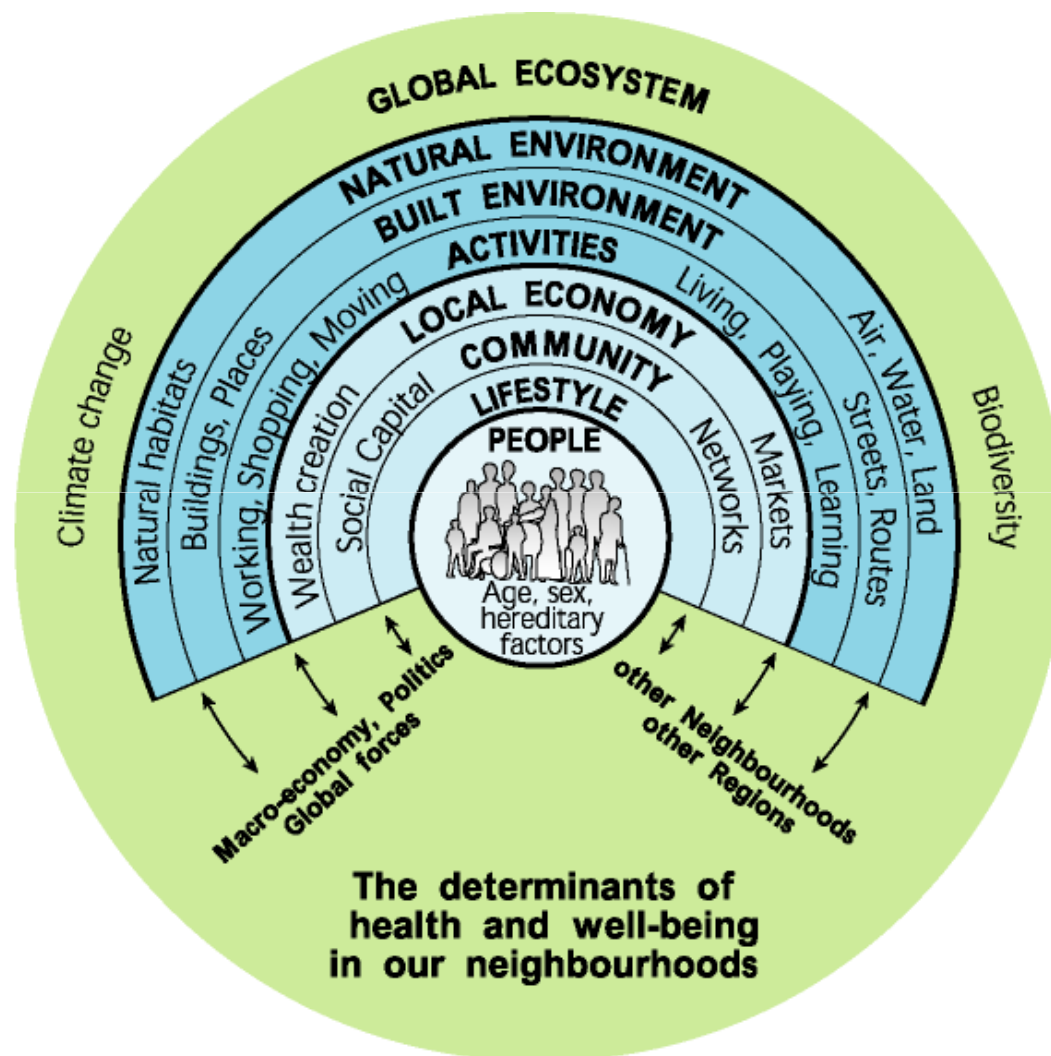 GLOBAL ECOSYSTEM
NATURAL ENVIRONMENT
BUILT ENVIRONMENT
ACTIVITIES
LOCAL ECONOMY
COMMUNITY
LIFESTYLE
PEOPLE
Age, sex,
hereditary
factors
Climate change
Natural habitats
Buildings, Places
Working, Shopping, Moving
Wealth creation
Social Capital
Networks
Markets
Living, Playing, Learning
Streets, Routes
Air, Water, Land
Biodiversity
Macro-economy, Politics
Global forces
other Neighbourhoods
other Regions
The determinants of
health and well-being
in our neighbourhoods